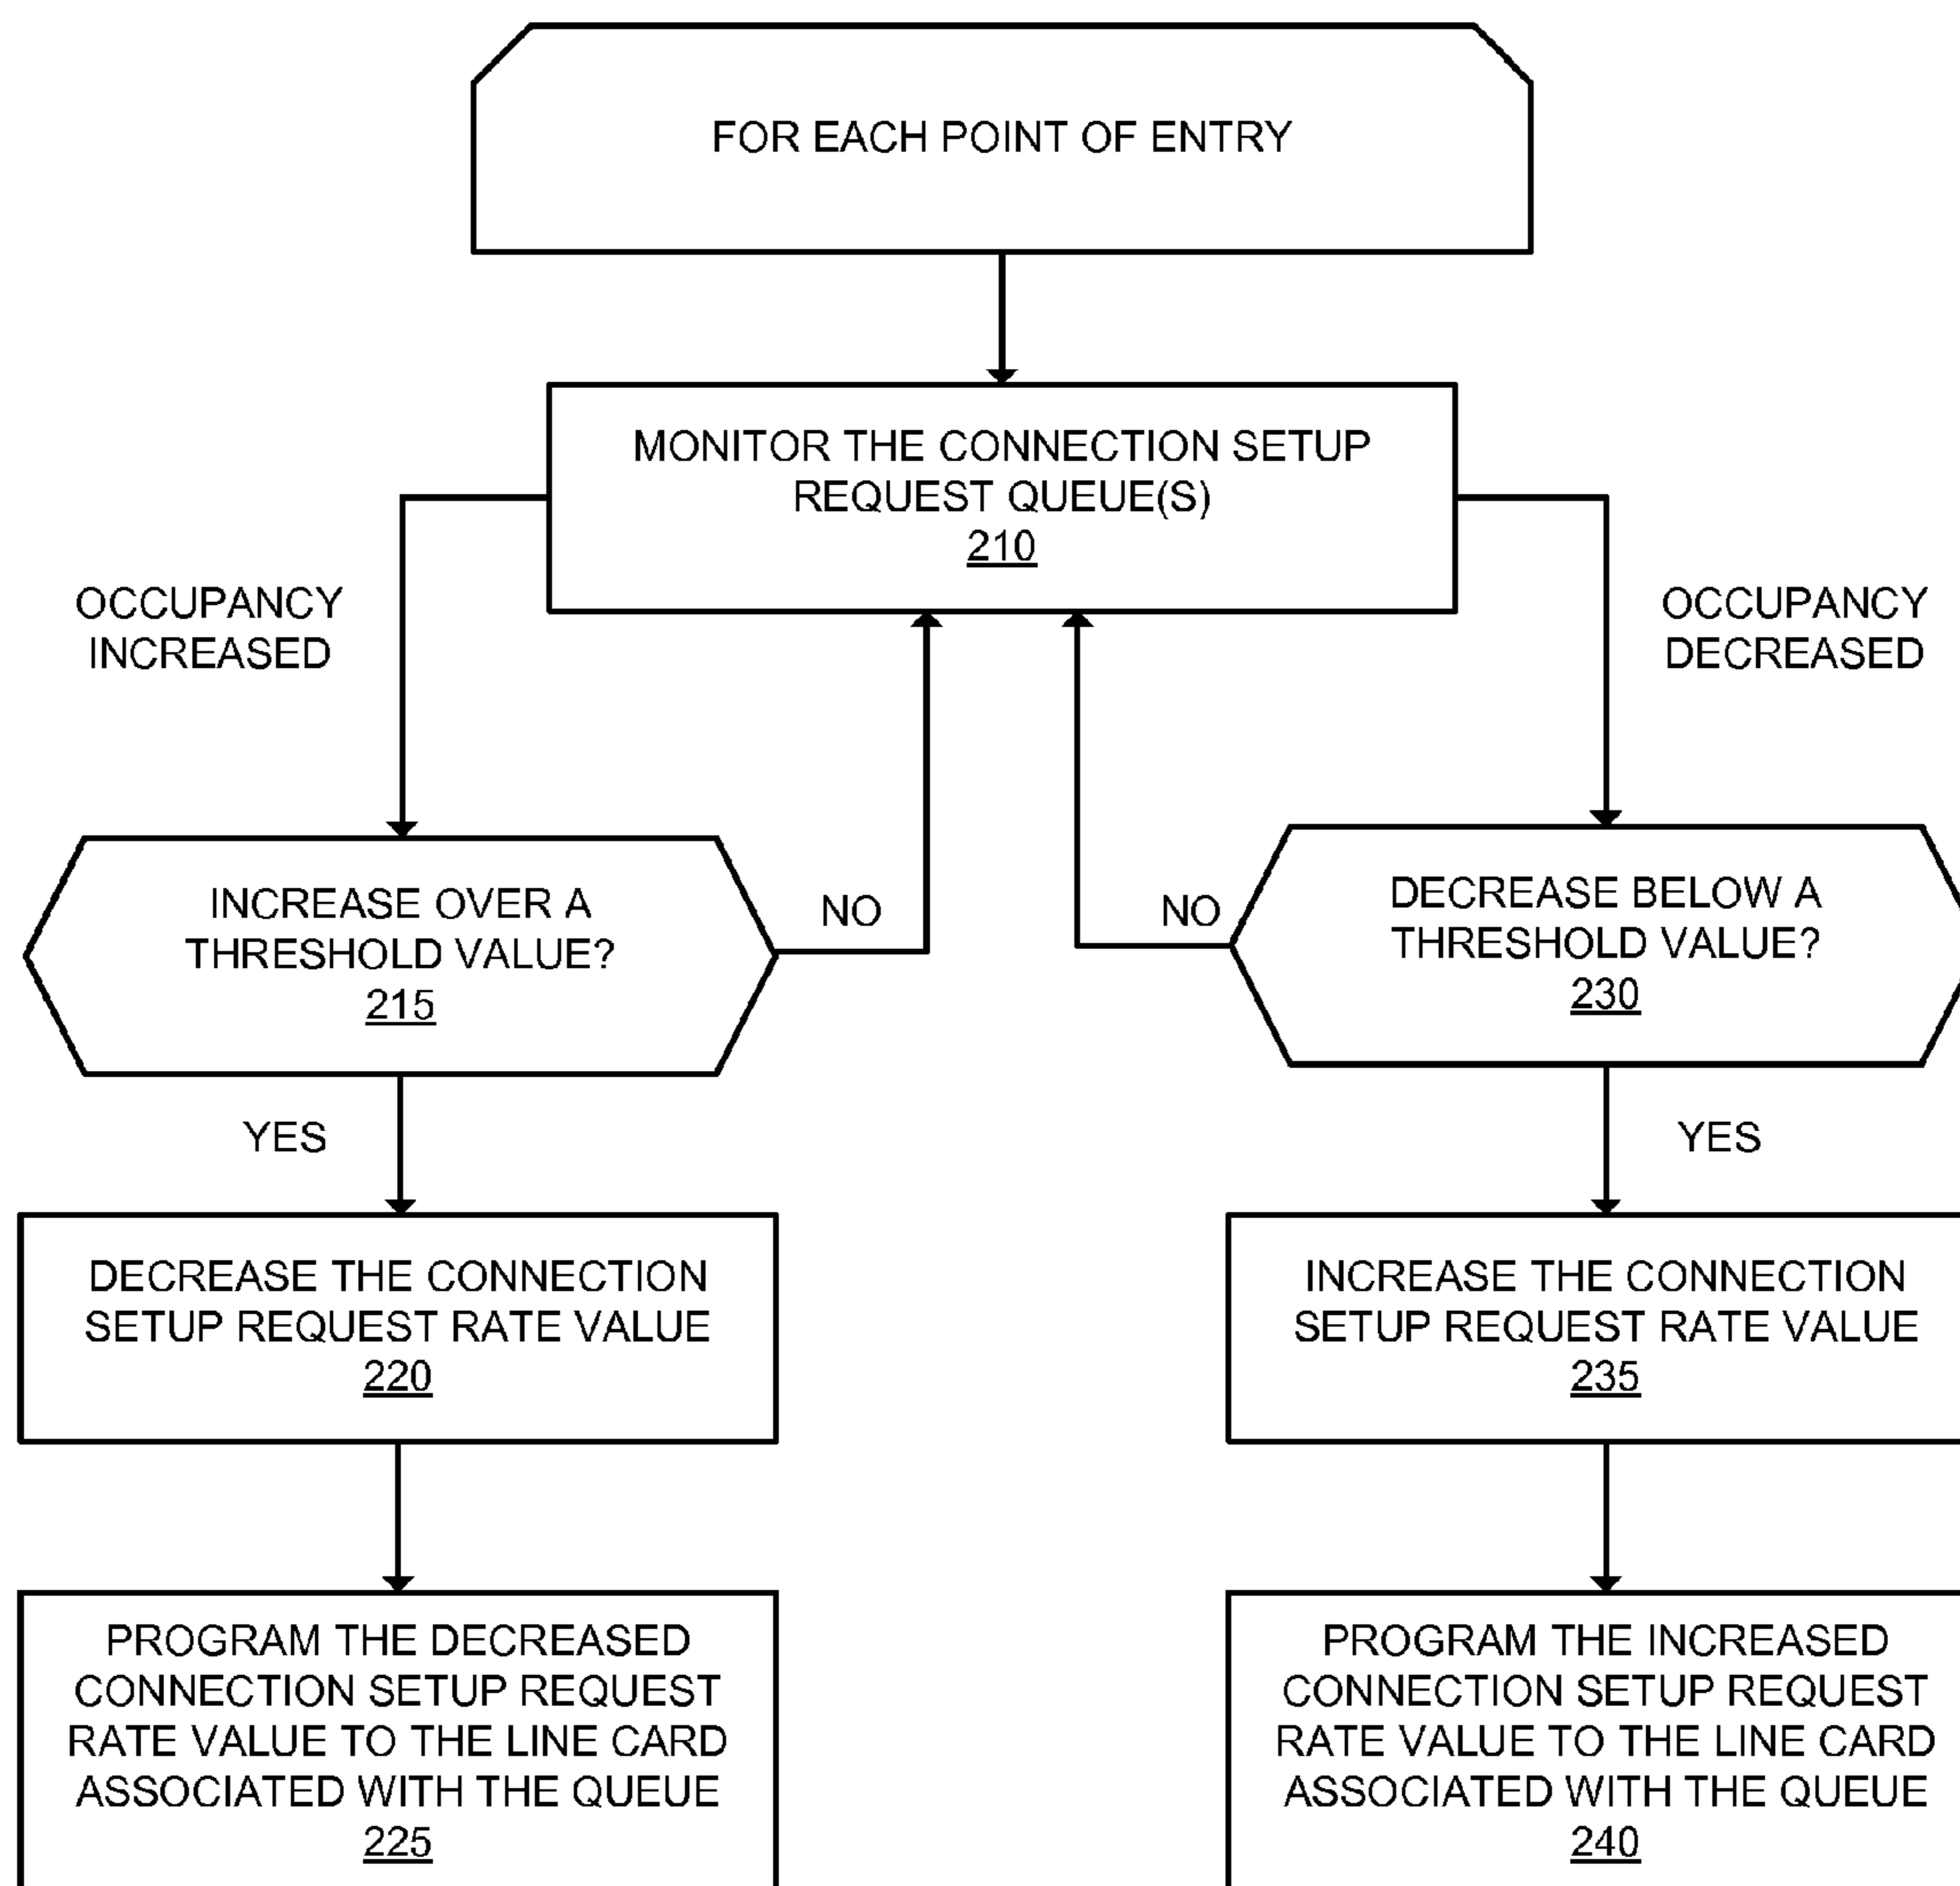 FOR EACH POINT OF ENTRY
MONITOR THE CONNECTION SETUP
REQUEST QUEUE(S)
210
OCCUPANCY
INCREASED
OCCUPANCY
DECREASED
INCREASE OVER A
THRESHOLD VALUE?
215
NO
NO
DECREASE BELOW A
THRESHOLD VALUE?
230
YES
YES
DECREASE THE CONNECTION
SETUP REQUEST RATE VALUE
220
INCREASE THE CONNECTION
SETUP REQUEST RATE VALUE
235
PROGRAM THE DECREASED
CONNECTION SETUP REQUEST
RATE VALUE TO THE LINE CARD
ASSOCIATED WITH THE QUEUE
225
PROGRAM THE INCREASED
CONNECTION SETUP REQUEST
RATE VALUE TO THE LINE CARD
ASSOCIATED WITH THE QUEUE
240